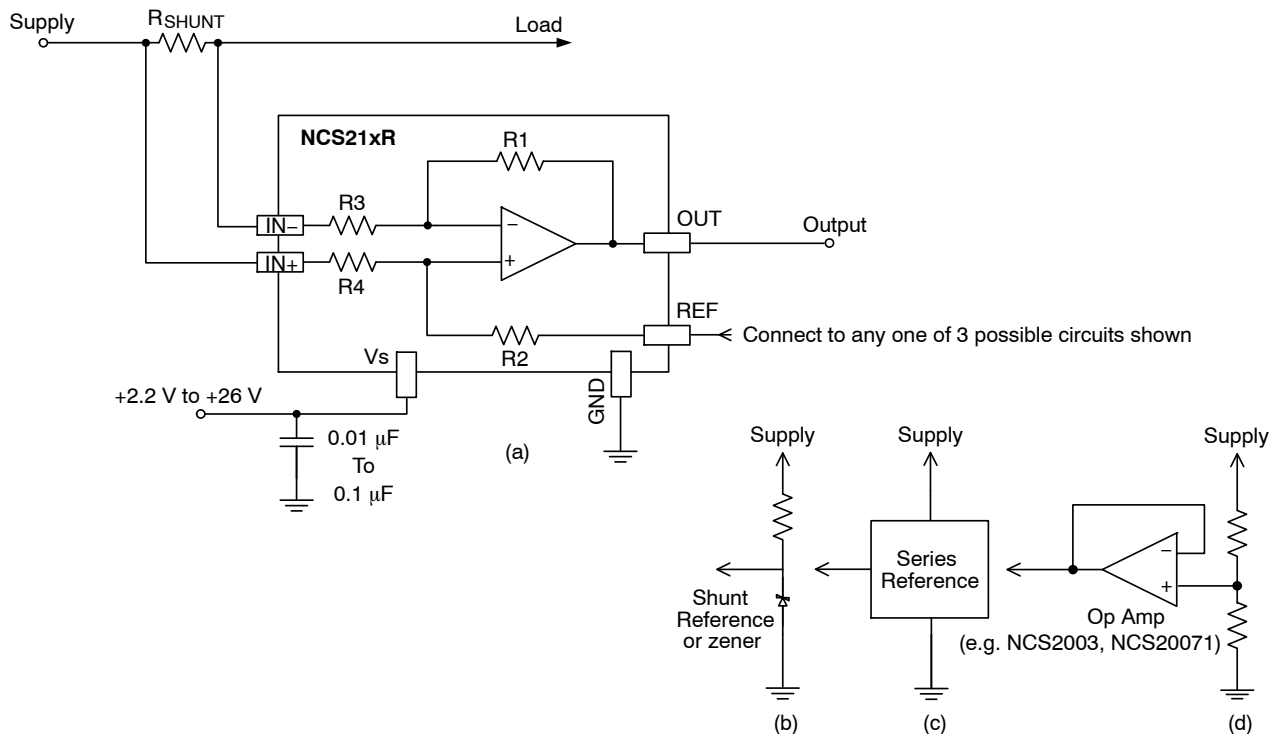 Supply
RSHUNT
Load
NCS21xR
R1
R3
IN−
−
OUT
Output
IN+
+
R4
REF
Connect to any one of 3 possible circuits shown
R2
Vs
GND
+2.2 V to +26 V
0.01 μF
To
0.1 μF
(a)
Supply
Supply
Supply
Series
Reference
−
+
Shunt
Reference
or zener
Op Amp
(e.g. NCS2003, NCS20071)
(b)
(c)
(d)